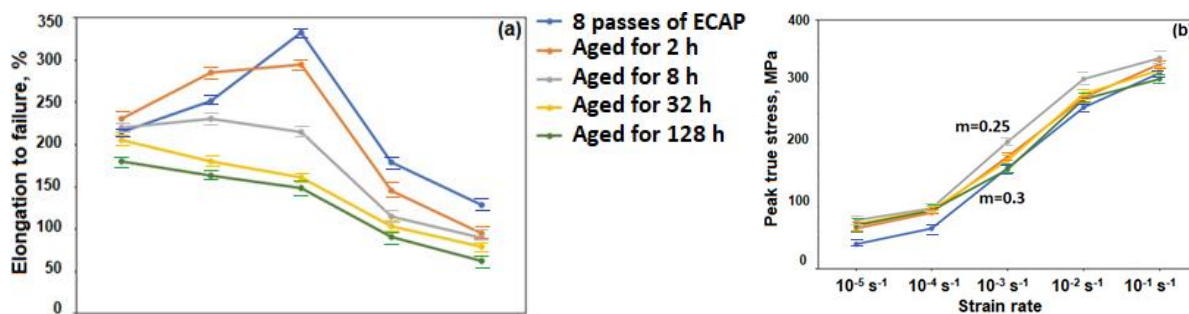 (a)
Elongation to failure, %
350
300
250
200
150
100
50
0
8 passes of ECAP
Aged for 2 h
Aged for 8 h
Aged for 32 h
Aged for 128 h
(b)
Peak true stress, MPa
400
300
200
100
0
m=0.25
m=0.3
10-5 s-1 10-4 s-1 10-3 s-1 10-2 s-1 10-1 s-1
Strain rate